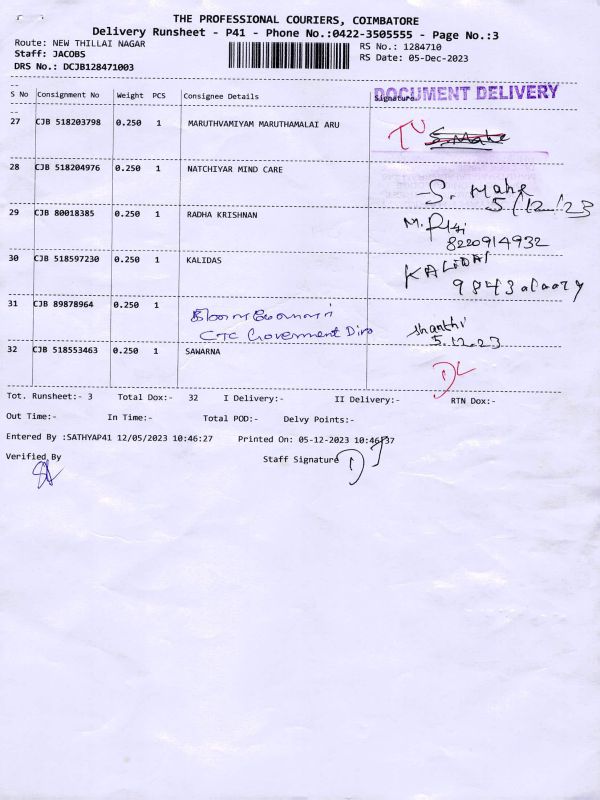 THE PROFESSIONAL COURIERS, COIMBATORE
Delivery Runsheet - P41 - Phone No.:0422-3505555 - Page No.:3
Route: NEW THILLAI NAGAR
RS No.: 1284710
Staff: JACOBS
RS Date: 05-Dec-2023
DRS No.: DCJB128471003
S No Consignment No Weight PCS Consignee Details Signature
DOCUMENT DELIVERY
27 CJB 518203798 0.250 1 MARUTHVAMIYAM MARUTHAMALAI ARU
S. Mahe
28 CJB 518204976 0.250 1 NATCHIYAR MIND CARE
S. Mahe
5/12/23
29 CJB 80018385 0.250 1 RADHA KRISHNAN
8220914932
30 CJB 518597230 0.250 1 KALIDAS
KALIDAS
31 CJB 89878964 0.250 1
CTC Government Divo
Shanthi
5.12.23
32 CJB 518553463 0.250 1 SAWARNA
DL
Tot. Runsheet:- 3 Total Dox:- 32 I Delivery:- II Delivery:- RTN Dox:-
Out Time:- In Time:- Total POD:- Delvy Points:-
Entered By :SATHYAP41 12/05/2023 10:46:27 Printed On: 05-12-2023 10:46:37
Verified By Staff Signature